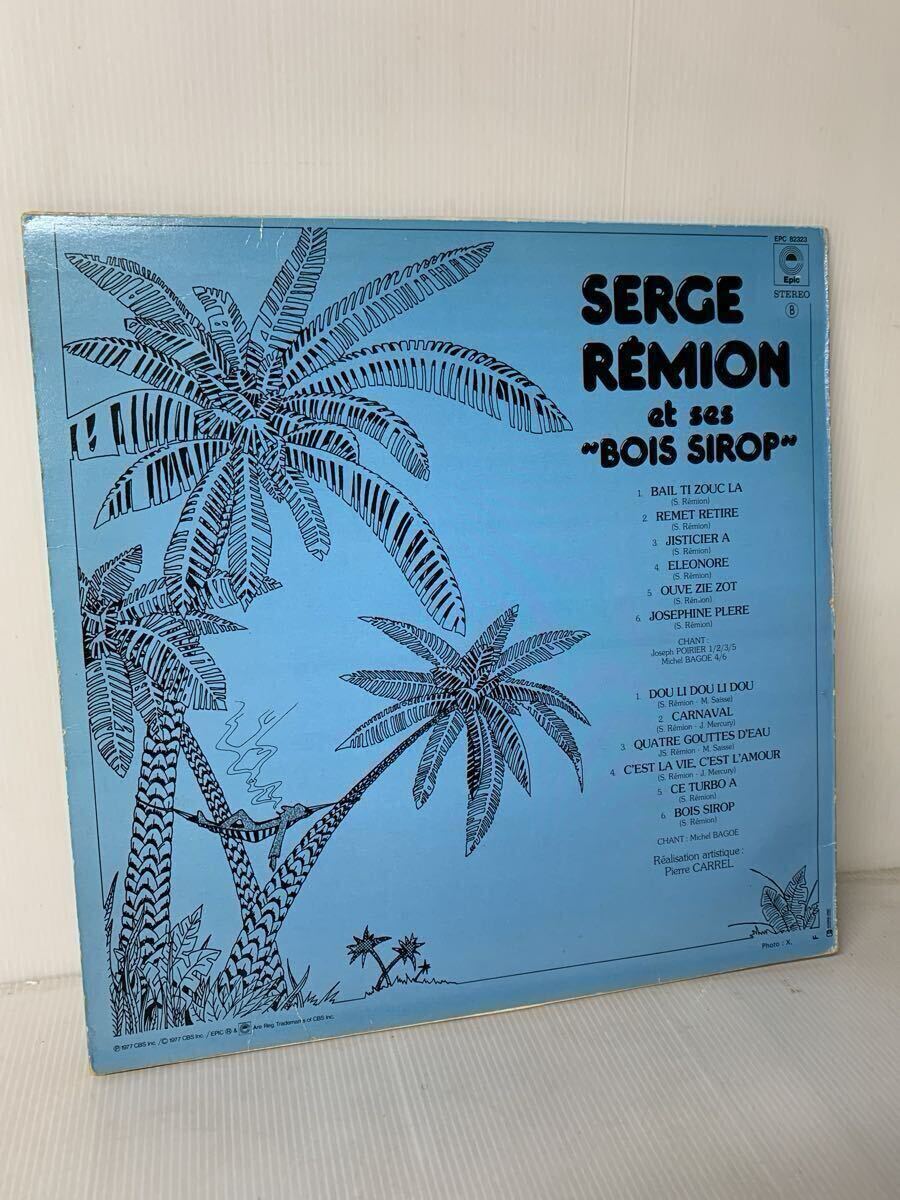 EPC 82323
Epic
STEREO
B
SERGE
RÉMION
et ses
"BOIS SIROP"
1. BAIL TI ZOUC LA
(S. Rémion)
2. REMET RETIRE
(S. Rémion)
3. JISTICIER A
(S. Rémion)
4. ELEONORE
(S. Rémion)
5. OUVE ZIE ZOT
(S. Rémion)
6. JOSEPHINE PLERE
(S. Rémion)
CHANT :
Joseph POIRIER 1/2/3/5
Michel BAGOE 4/6
1. DOU LI DOU LI DOU
(S. Rémion - M. Saisse)
2. CARNAVAL
(S. Rémion - J. Mercury)
3. QUATRE GOUTTES D'EAU
(S. Rémion - M. Saisse)
4. C'EST LA VIE, C'EST L'AMOUR
(S. Rémion - J. Mercury)
5. CE TURBO A
(S. Rémion)
6. BOIS SIROP
(S. Rémion)
CHANT : Michel BAGOE
Réalisation artistique :
Pierre CARREL
Photo : X.
℗ 1977 CBS Inc. / © 1977 CBS Inc. / EPIC ® & Are Reg. Trademarks of CBS Inc.